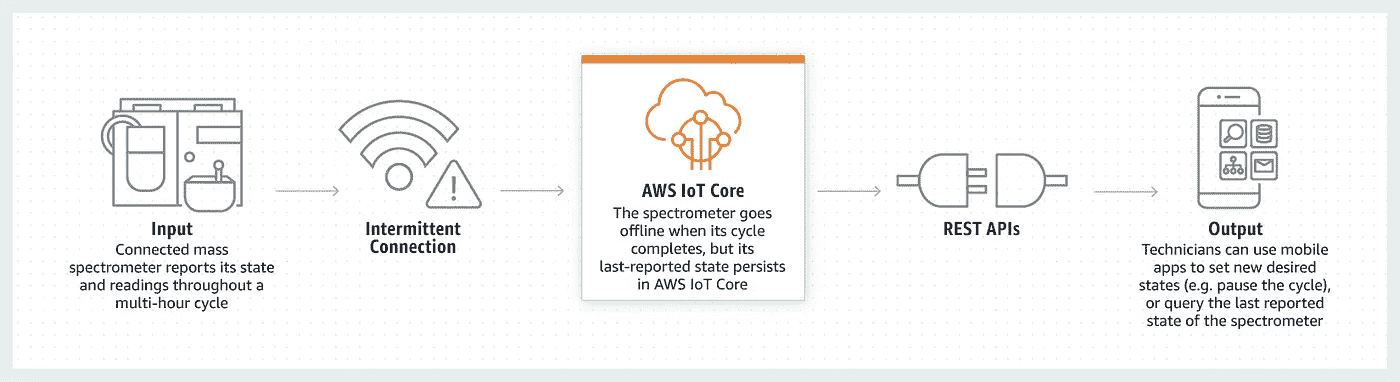 Input
Connected mass
spectrometer reports its state
and readings throughout a
multi-hour cycle
Intermittent
Connection
AWS IoT Core
The spectrometer goes
offline when its cycle
completes, but its
last-reported state persists
in AWS IoT Core
REST APIs
Output
Technicians can use mobile
apps to set new desired
states (e.g. pause the cycle),
or query the last reported
state of the spectrometer